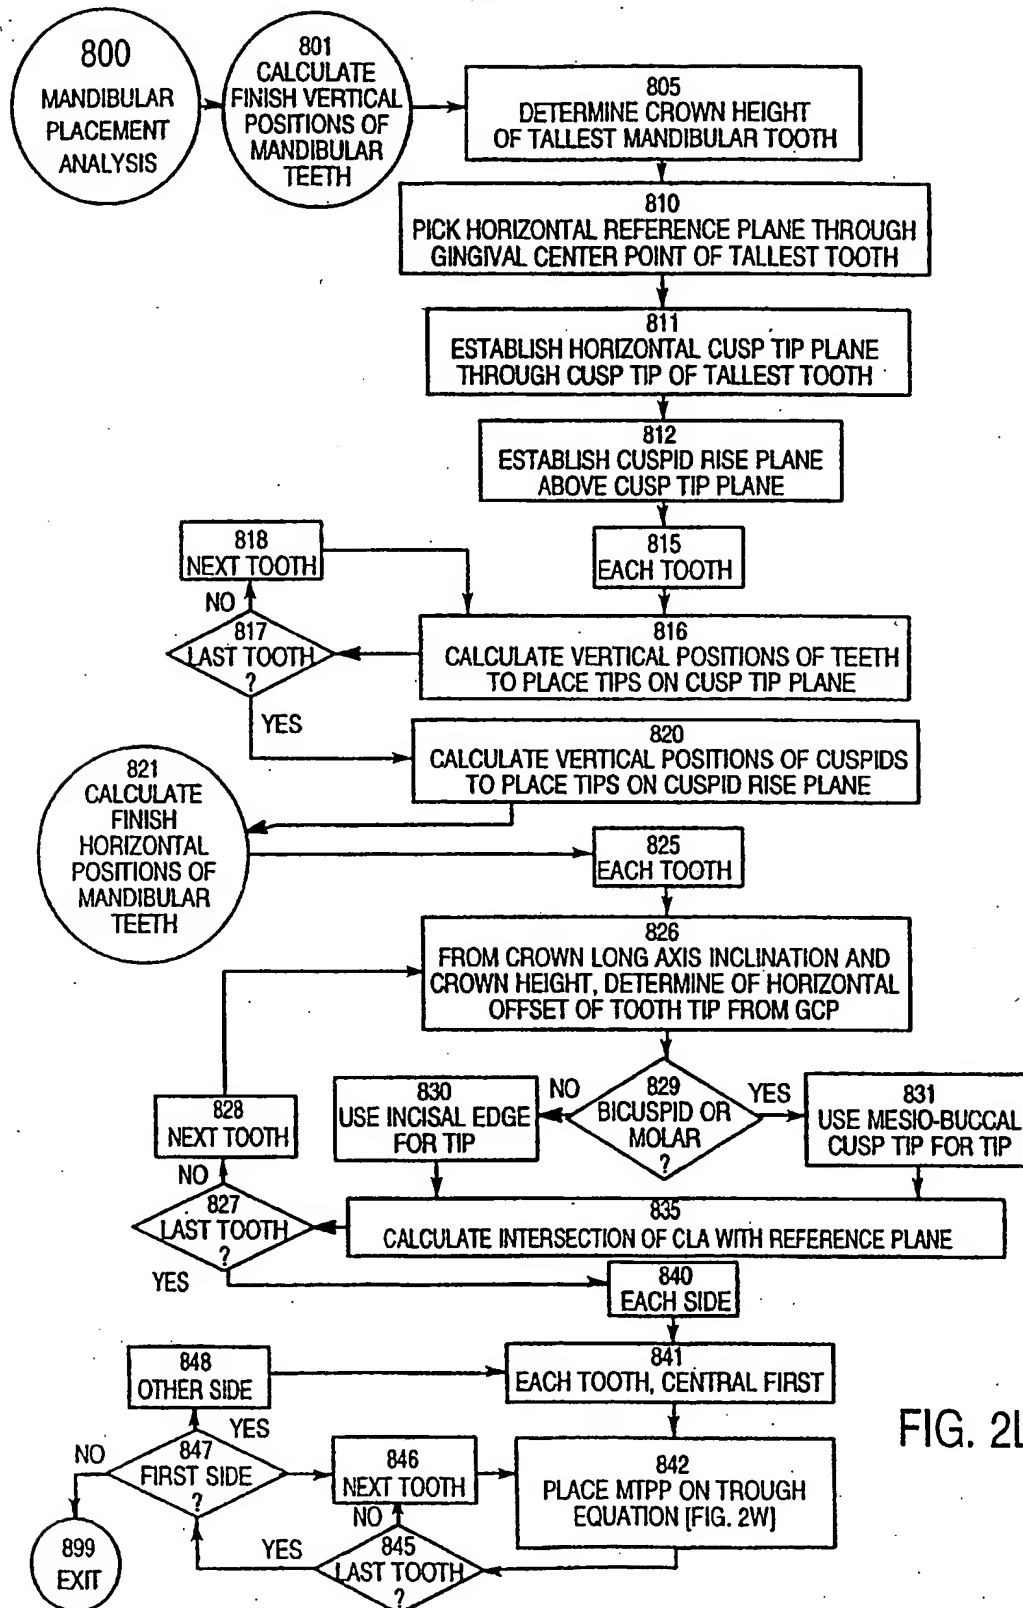 800
MANDIBULAR
PLACEMENT
ANALYSIS
801
CALCULATE
FINISH VERTICAL
POSITIONS OF
MANDIBULAR
TEETH
805
DETERMINE CROWN HEIGHT
OF TALLEST MANDIBULAR TOOTH
810
PICK HORIZONTAL REFERENCE PLANE THROUGH
GINGIVAL CENTER POINT OF TALLEST TOOTH
811
ESTABLISH HORIZONTAL CUSP TIP PLANE
THROUGH CUSP TIP OF TALLEST TOOTH
812
ESTABLISH CUSPID RISE PLANE
ABOVE CUSP TIP PLANE
815
EACH TOOTH
818
NEXT TOOTH
NO
817
LAST TOOTH
?
YES
816
CALCULATE VERTICAL POSITIONS OF TEETH
TO PLACE TIPS ON CUSP TIP PLANE
820
CALCULATE VERTICAL POSITIONS OF CUSPIDS
TO PLACE TIPS ON CUSPID RISE PLANE
821
CALCULATE
FINISH
HORIZONTAL
POSITIONS OF
MANDIBULAR
TEETH
825
EACH TOOTH
826
FROM CROWN LONG AXIS INCLINATION AND
CROWN HEIGHT, DETERMINE OF HORIZONTAL
OFFSET OF TOOTH TIP FROM GCP
829
BICUSPID OR
MOLAR
?
NO
YES
830
USE INCISAL EDGE
FOR TIP
831
USE MESIO-BUCCAL
CUSP TIP FOR TIP
828
NEXT TOOTH
NO
827
LAST TOOTH
?
YES
835
CALCULATE INTERSECTION OF CLA WITH REFERENCE PLANE
840
EACH SIDE
841
EACH TOOTH, CENTRAL FIRST
848
OTHER SIDE
YES
NO
847
FIRST SIDE
?
846
NEXT TOOTH
NO
842
PLACE MTPP ON TROUGH
EQUATION [FIG. 2W]
YES
845
LAST TOOTH
?
899
EXIT
FIG. 2L